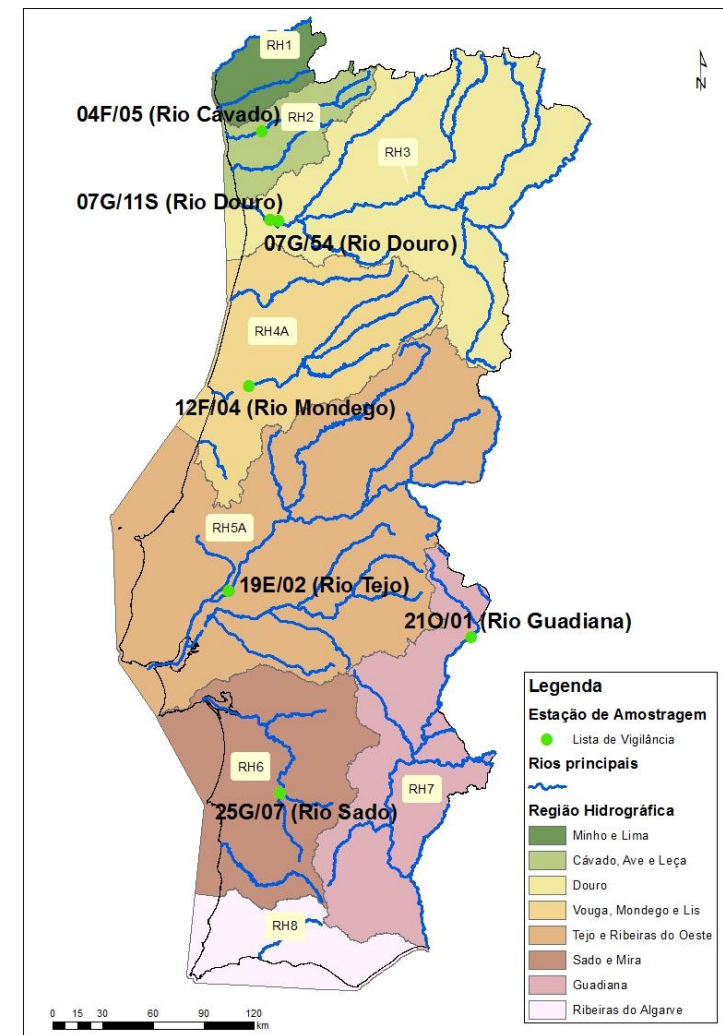 RH1
N
04F/05 (Rio Cávado)
RH2
RH3
07G/11S (Rio Douro)
07G/54 (Rio Douro)
RH4A
12F/04 (Rio Mondego)
RH5A
19E/02 (Rio Tejo)
21O/01 (Rio Guadiana)
RH6
RH7
25G/07 (Rio Sado)
RH8
Legenda
Estação de Amostragem
Lista de Vigilância
Rios principais
Região Hidrográfica
Minho e Lima
Cávado, Ave e Leça
Douro
Vouga, Mondego e Lis
Tejo e Ribeiras do Oeste
Sado e Mira
Guadiana
Ribeiras do Algarve
0 15 30 60 90 120
km